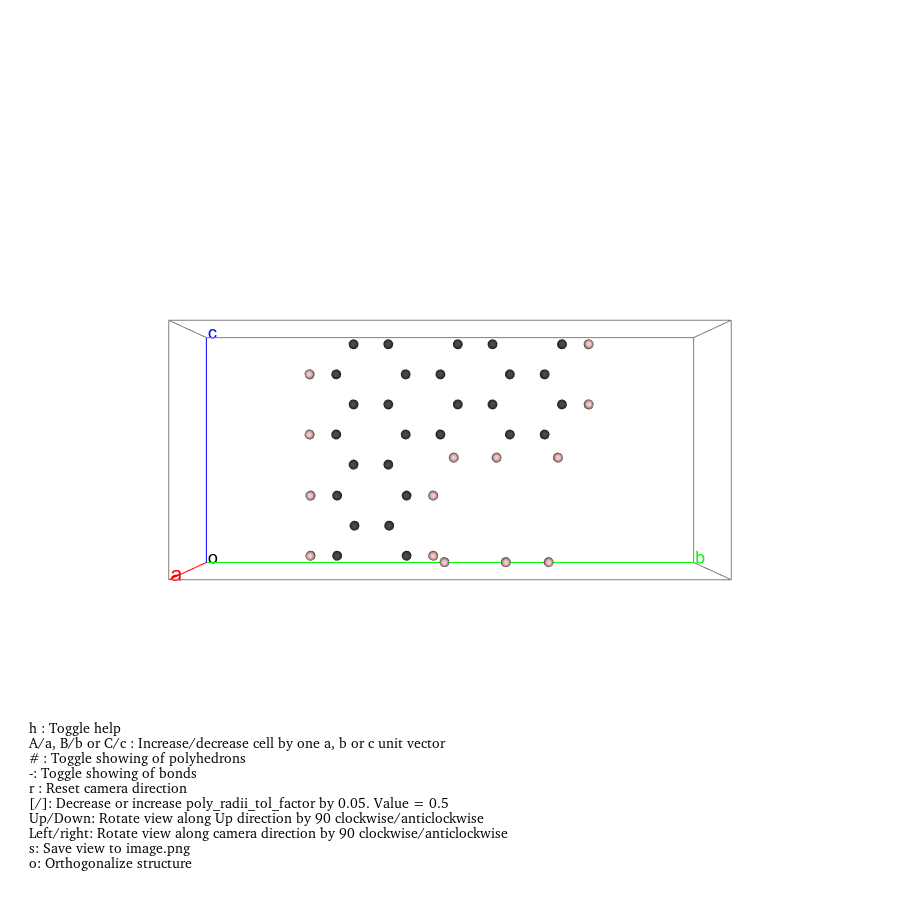 c
o
b
a
h : Toggle help
A/a, B/b or C/c : Increase/decrease cell by one a, b or c unit vector
# : Toggle showing of polyhedrons
-: Toggle showing of bonds
r : Reset camera direction
[/]: Decrease or increase poly_radii_tol_factor by 0.05. Value = 0.5
Up/Down: Rotate view along Up direction by 90 clockwise/anticlockwise
Left/right: Rotate view along camera direction by 90 clockwise/anticlockwise
s: Save view to image.png
o: Orthogonalize structure